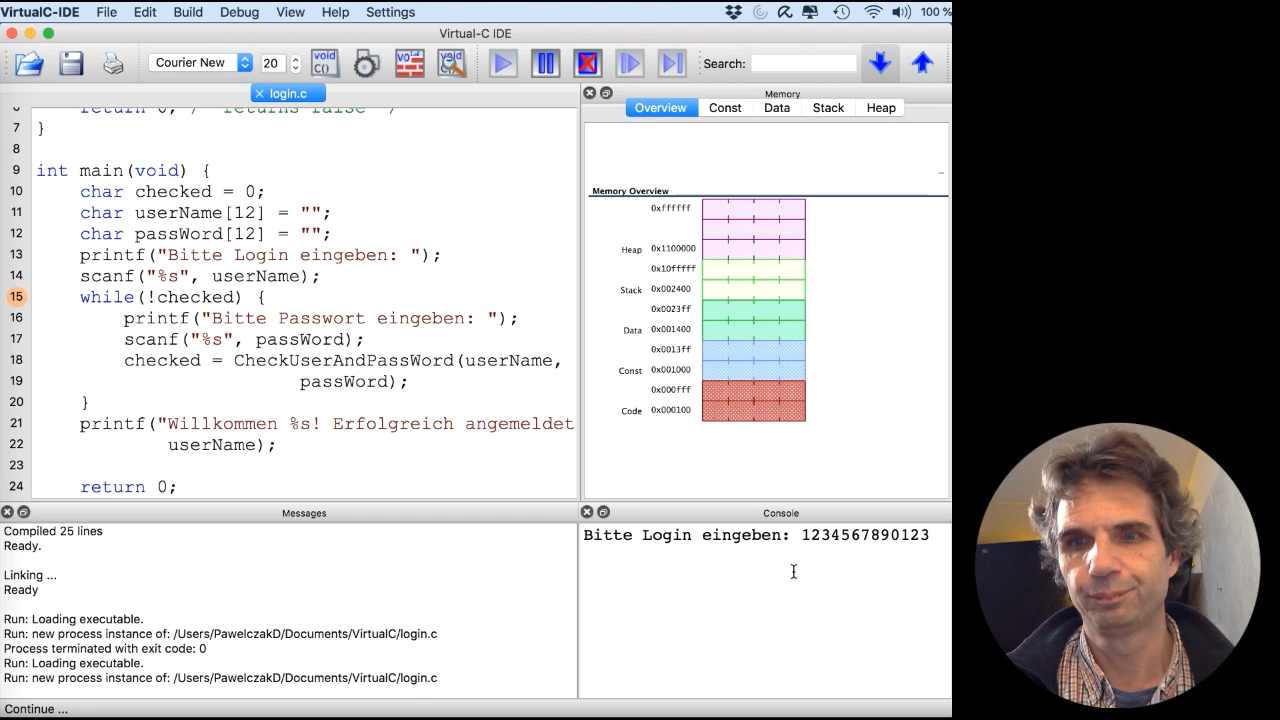 VirtualC-IDE File Edit Build Debug View Help Settings 100 %
Virtual-C IDE
Courier New 20 void C() void Search:
login.c
Memory
Overview Const Data Stack Heap
7 }
8
9 int main(void) {
10 char checked = 0;
11 char userName[12] = "";
12 char passWord[12] = "";
13 printf("Bitte Login eingeben: ");
14 scanf("%s", userName);
15 while(!checked) {
16 printf("Bitte Passwort eingeben: ");
17 scanf("%s", passWord);
18 checked = CheckUserAndPassWord(userName,
19 passWord);
20 }
21 printf("Willkommen %s! Erfolgreich angemeldet
22 userName);
23
24 return 0;
Memory Overview
0xffffff
Heap 0x1100000
0x10fffff
Stack 0x002400
0x0023ff
Data 0x001400
0x0013ff
Const 0x001000
0x000fff
Code 0x000100
Messages
Compiled 25 lines
Ready.
Linking ...
Ready
Run: Loading executable.
Run: new process instance of: /Users/PawelczakD/Documents/VirtualC/login.c
Process terminated with exit code: 0
Run: Loading executable.
Run: new process instance of: /Users/PawelczakD/Documents/VirtualC/login.c
Console
Bitte Login eingeben: 1234567890123
Continue ...